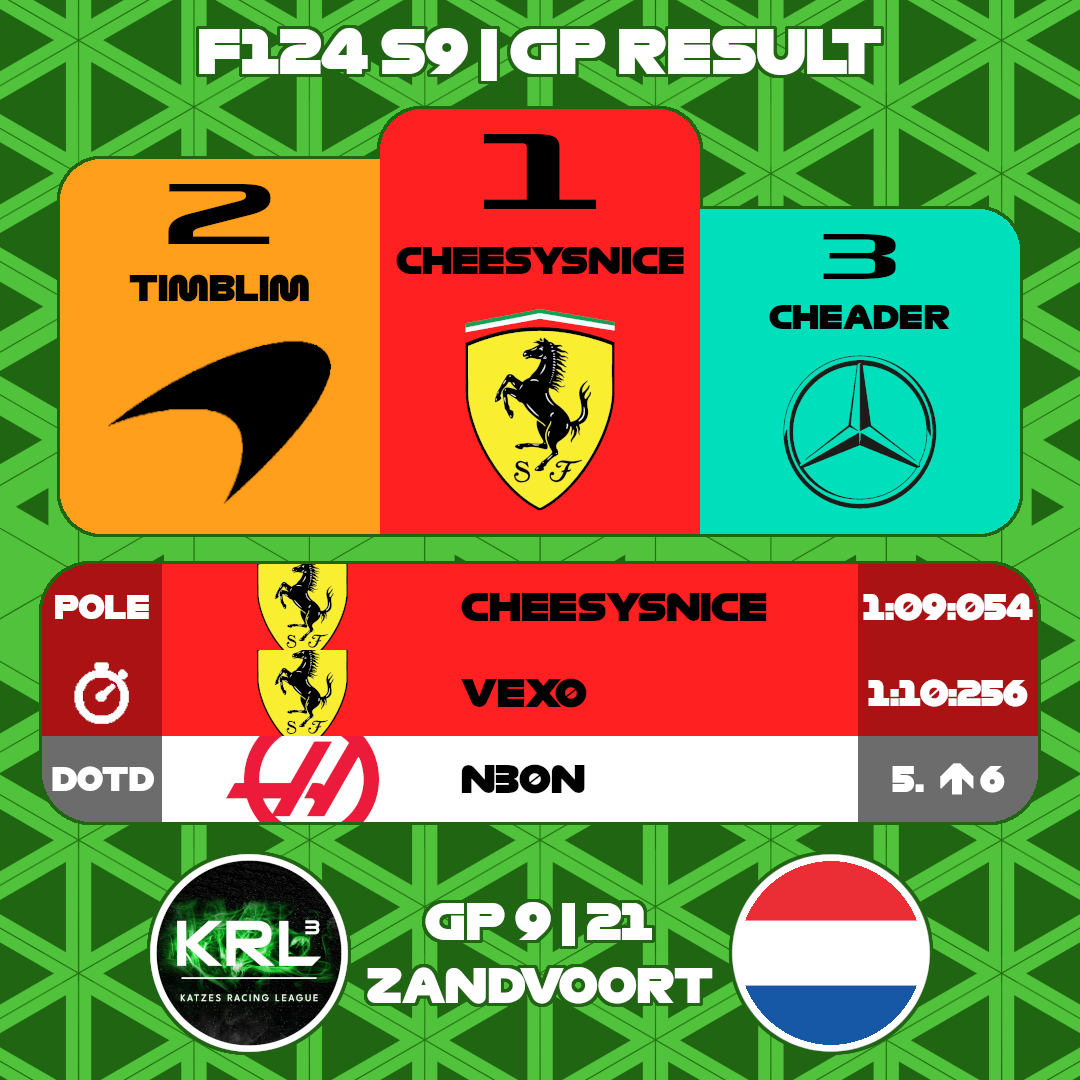 F124 S9 | GP RESULT
1
CHEESYSNICE
2
TIMBLIM
3
CHEADER
S F
POLE
S F
CHEESYSNICE
1:09:054
S F
VEXO
1:10:256
DOTD
N3ON
5. ↑6
KRL3
KATZES RACING LEAGUE
GP 9 | 21
ZANDVOORT